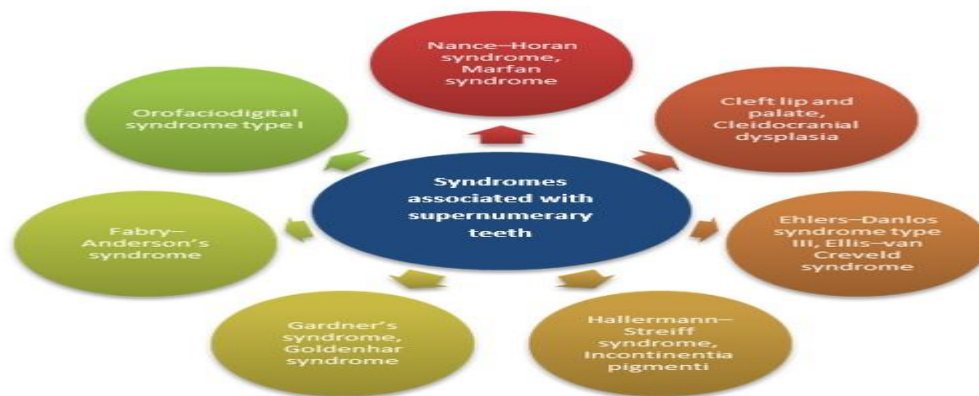 Nance–Horan
syndrome,
Marfan
syndrome
Cleft lip and
palate,
Cleidocranial
dysplasia
Ehlers–Danlos
syndrome type
III, Ellis–van
Creveld
syndrome
Hallermann–
Streiff
syndrome,
Incontinentia
pigmenti
Gardner's
syndrome,
Goldenhar
syndrome
Fabry–
Anderson's
syndrome
Orofaciodigital
syndrome type I
Syndromes
associated with
supernumerary
teeth